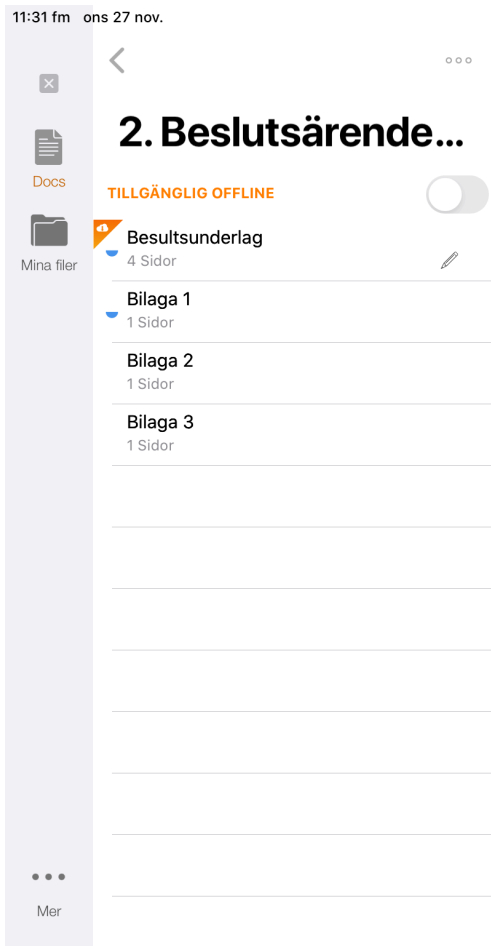 11:31 fm ons 27 nov.
2. Beslutsärende...
Docs
TILLGÄNGLIG OFFLINE
Besultsunderlag
4 Sidor
Mina filer
Bilaga 1
1 Sidor
Bilaga 2
1 Sidor
Bilaga 3
1 Sidor
Mer